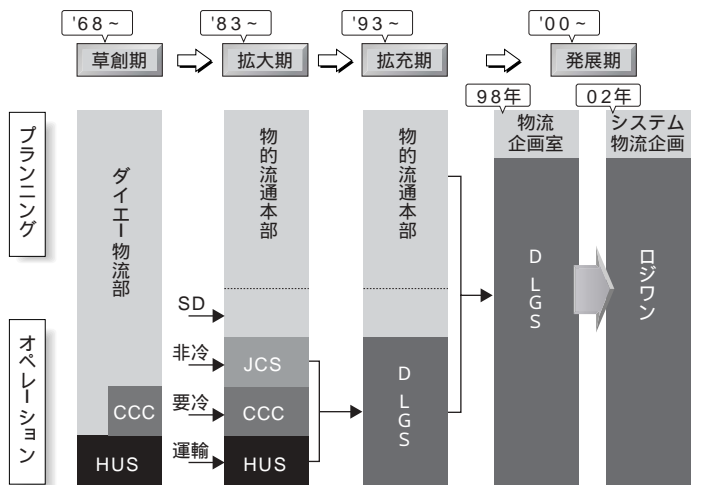 '68~
'83~
'93~
'00~
草創期
拡大期
拡充期
発展期
98年
02年
プランニング
オペレーション
ダイエー物流部
CCC
HUS
物的流通本部
SD
非冷
JCS
要冷
CCC
運輸
HUS
物的流通本部
D LGS
物流
企画室
D LGS
システム
物流企画
ロジワン